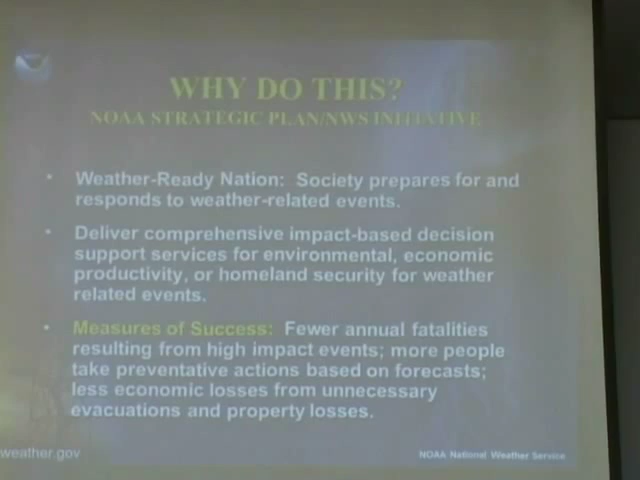 WHY DO THIS?
NOAA STRATEGIC PLAN/NWS INITIATIVE
• Weather-Ready Nation: Society prepares for and
responds to weather-related events.
• Deliver comprehensive impact-based decision
support services for environmental, economic
productivity, or homeland security for weather
related events.
• Measures of Success: Fewer annual fatalities
resulting from high impact events; more people
take preventative actions based on forecasts;
less economic losses from unnecessary
evacuations and property losses.
weather.gov
NOAA National Weather Service